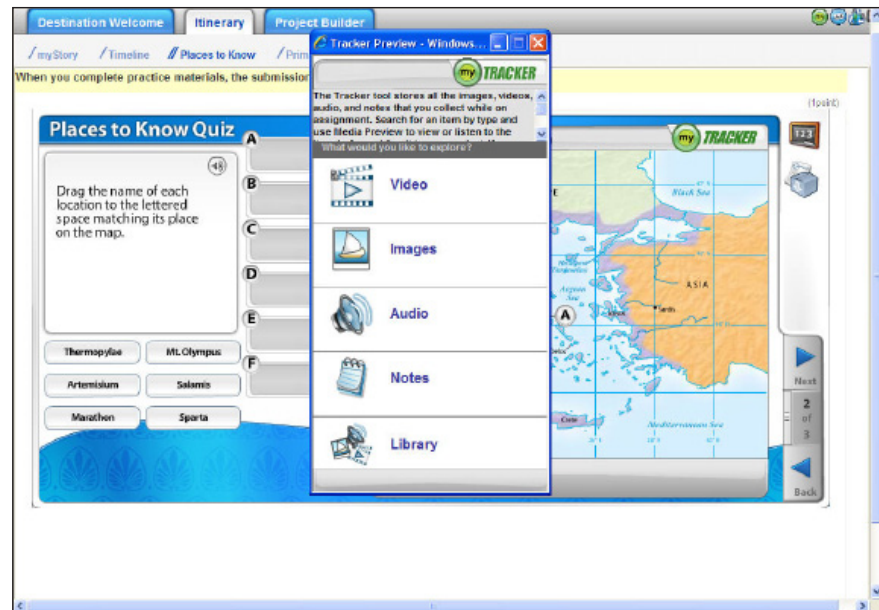 Destination Welcome
Itinerary
Project Builder
/ myStory
/ Timeline
// Places to Know
/ Prim
When you complete practice materials, the submission
(1point)
Places to Know Quiz
Drag the name of each
location to the lettered
space matching its place
on the map.
Thermopylae
Mt. Olympus
Artemisium
Salamis
Marathon
Sparta
A
B
C
D
E
F
Tracker Preview - Windows...
my TRACKER
The Tracker tool stores all the images, videos,
audio, and notes that you collect while on
assignment. Search for an item by type and
use Media Preview to view or listen to the
What would you like to explore?
Video
Images
Audio
Notes
Library
my TRACKER
Black Sea
ASIA
Aegean
Sea
A
Sardis
Crete
Mediterranean Sea
123
Next
2
of
3
Back